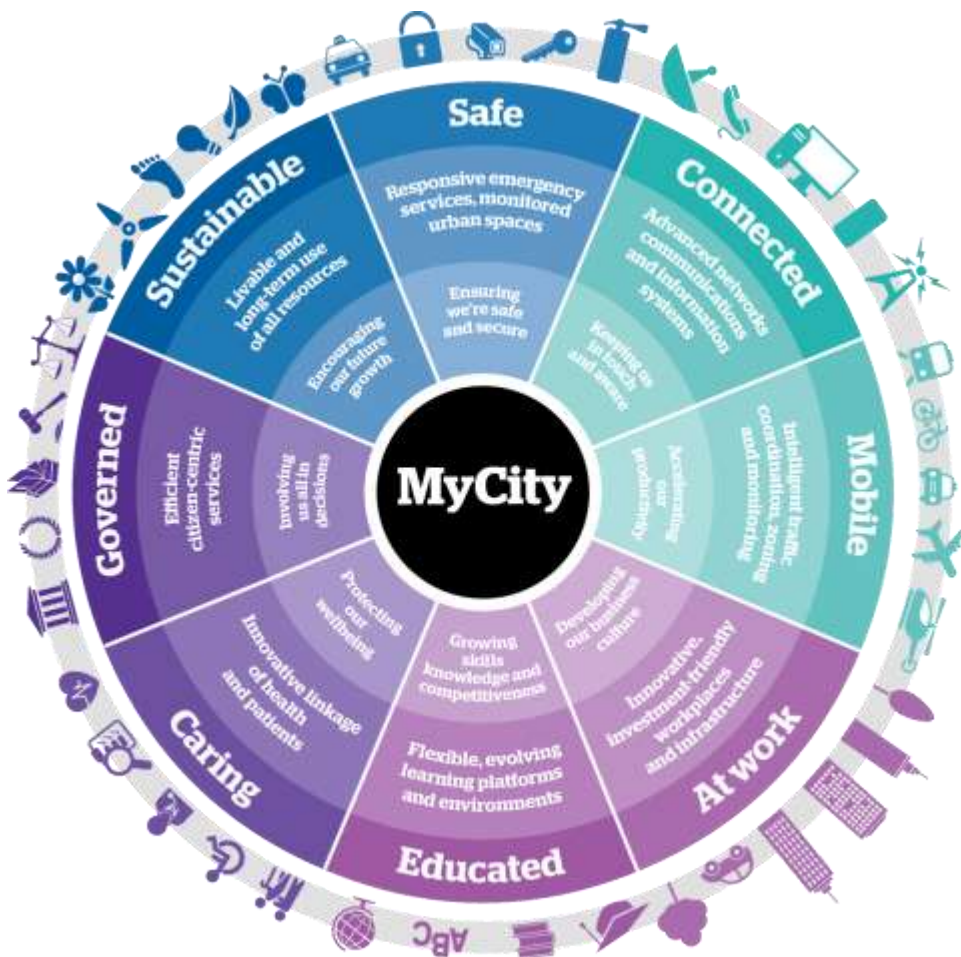 Safe
Responsive emergency
services, monitored
urban spaces
Ensuring
we're safe
and secure
Connected
Advanced networks
communications
and information
systems
Keeping us
in touch
and aware
Mobile
Intelligent traffic
coordination, zoning
and monitoring
Accelerating
our
productivity
At work
Innovative,
investment-friendly
workplaces
and infrastructure
Developing
our business
culture
Educated
Flexible, evolving
learning platforms
and environments
Growing
skills
knowledge and
competitiveness
Caring
Innovative linkage
of health
and patients
Protecting
our
wellbeing
Governed
Efficient
citizen-centric
services
Involving
us all in
decisions
Sustainable
Livable and
long-term use
of all resources
Encouraging
our future
growth
MyCity
ABC